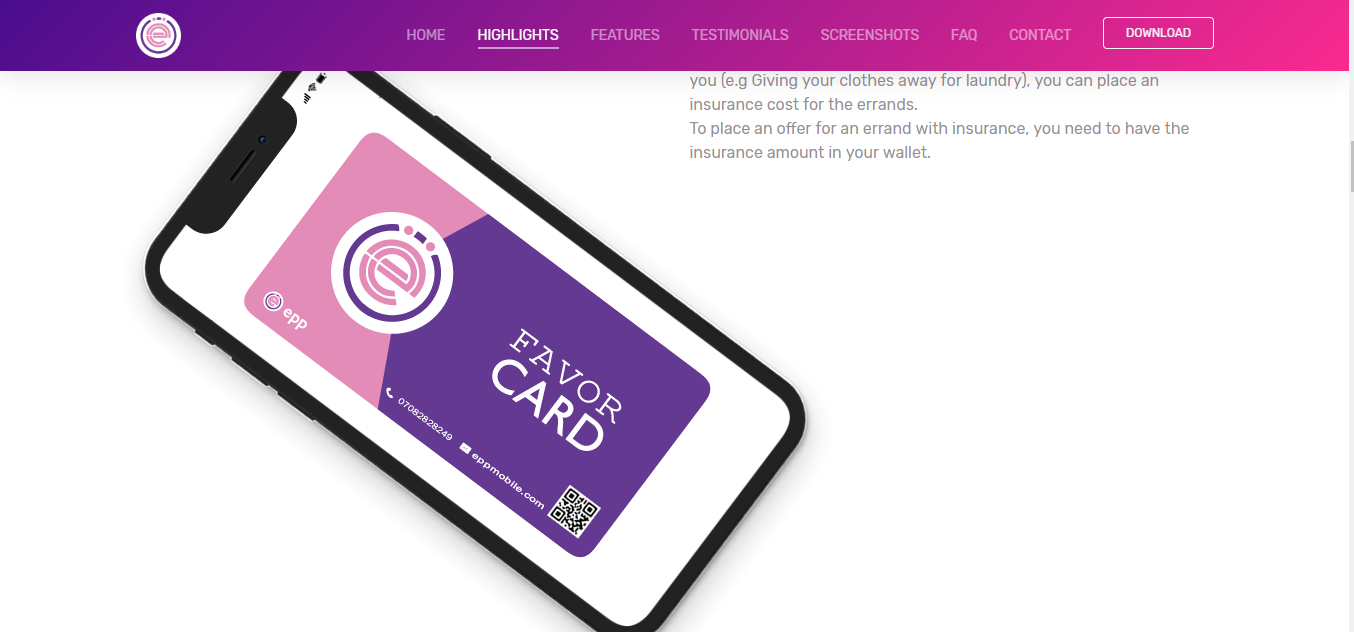 HOME HIGHLIGHTS FEATURES TESTIMONIALS SCREENSHOTS FAQ CONTACT DOWNLOAD
you (e.g Giving your clothes away for laundry), you can place an
insurance cost for the errands.
To place an offer for an errand with insurance, you need to have the
insurance amount in your wallet.
epp
FAVOR
CARD
07082828249 eppmobile.com